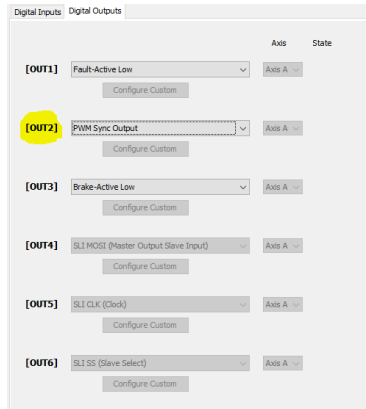 Digital Inputs Digital Outputs
Axis State
[OUT1] Fault-Active Low Axis A
Configure Custom
[OUT2] PWM Sync Output Axis A
Configure Custom
[OUT3] Brake-Active Low Axis A
Configure Custom
[OUT4] SLI MOSI (Master Output Slave Input) Axis A
Configure Custom
[OUT5] SLI CLK (Clock) Axis A
Configure Custom
[OUT6] SLI SS (Slave Select) Axis A
Configure Custom